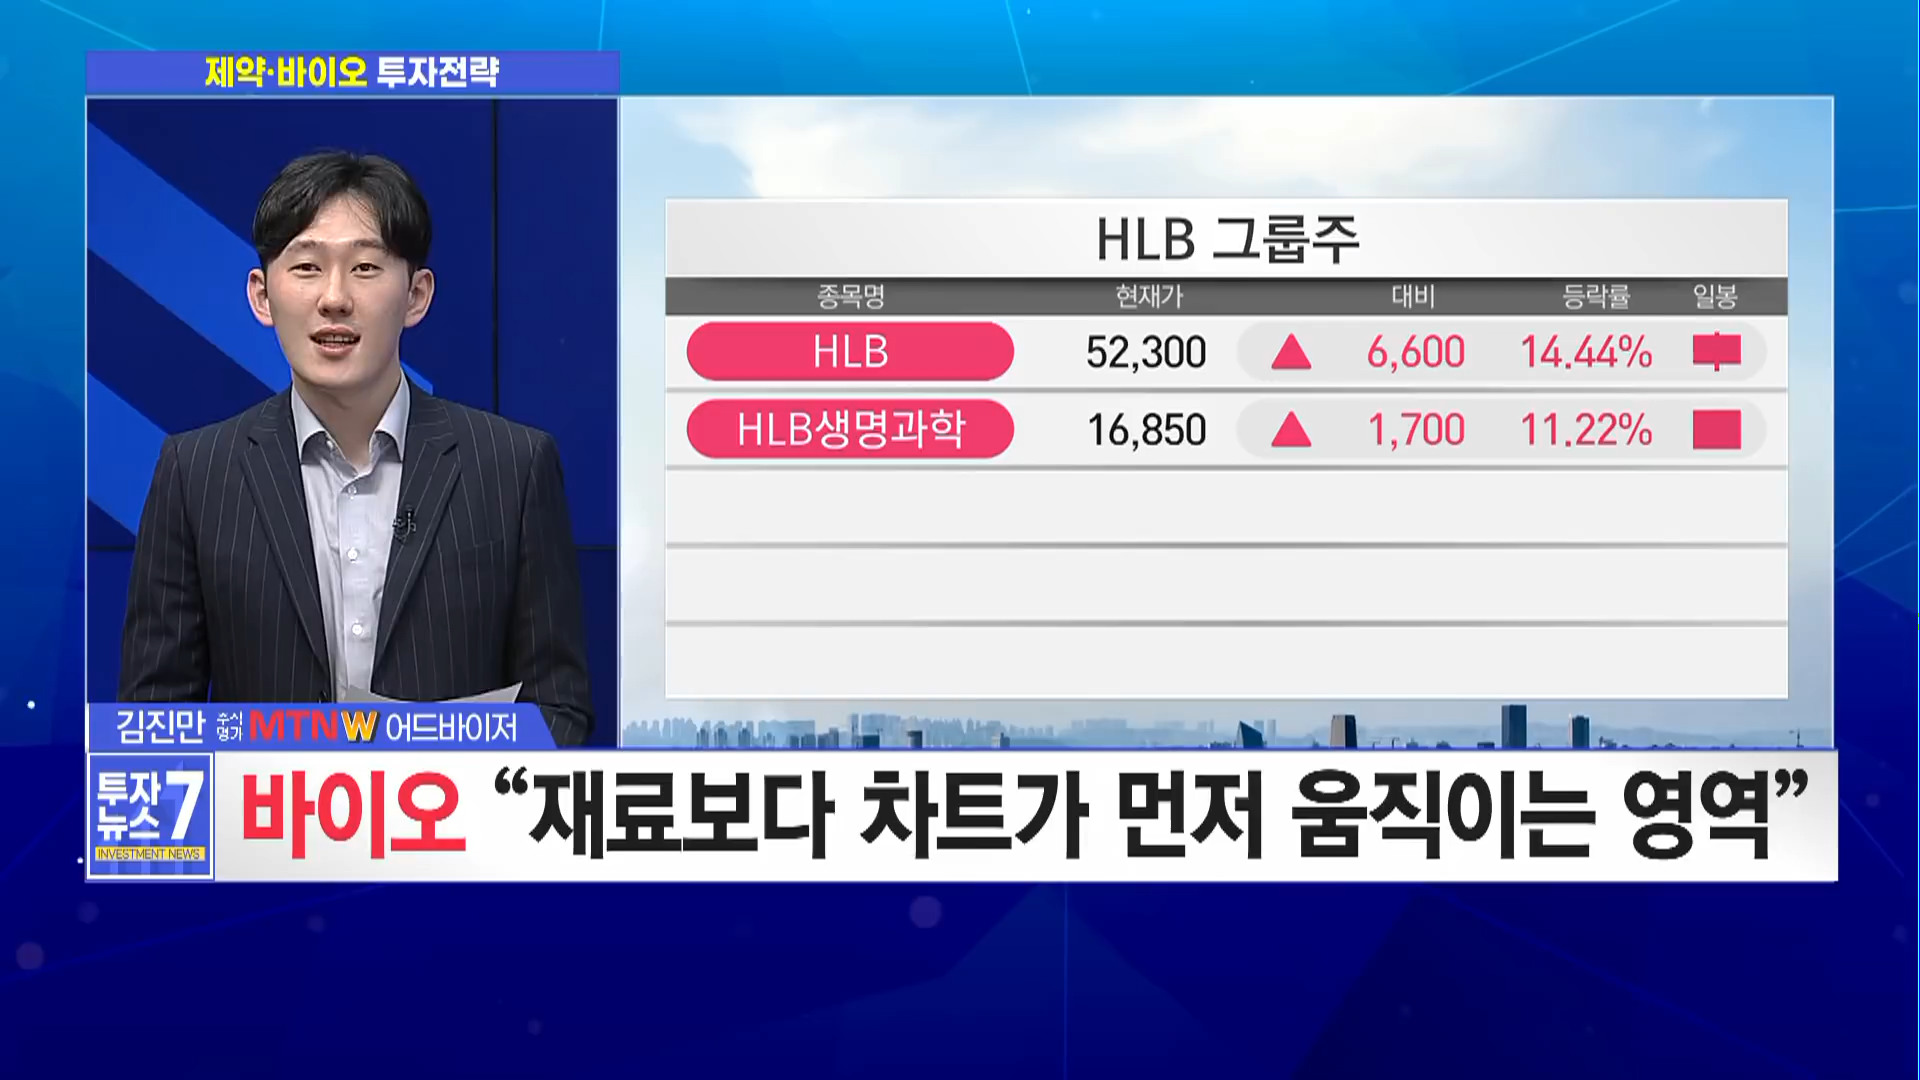 제약·바이오 투자전략
HLB 그룹주
종목명 현재가 대비 등락률 일봉
HLB 52,300 ▲ 6,600 14.44%
HLB생명과학 16,850 ▲ 1,700 11.22%
김진만 주식명가 MTNW 어드바이저
투자
뉴스 7
INVESTMENT NEWS
바이오 “재료보다 차트가 먼저 움직이는 영역”